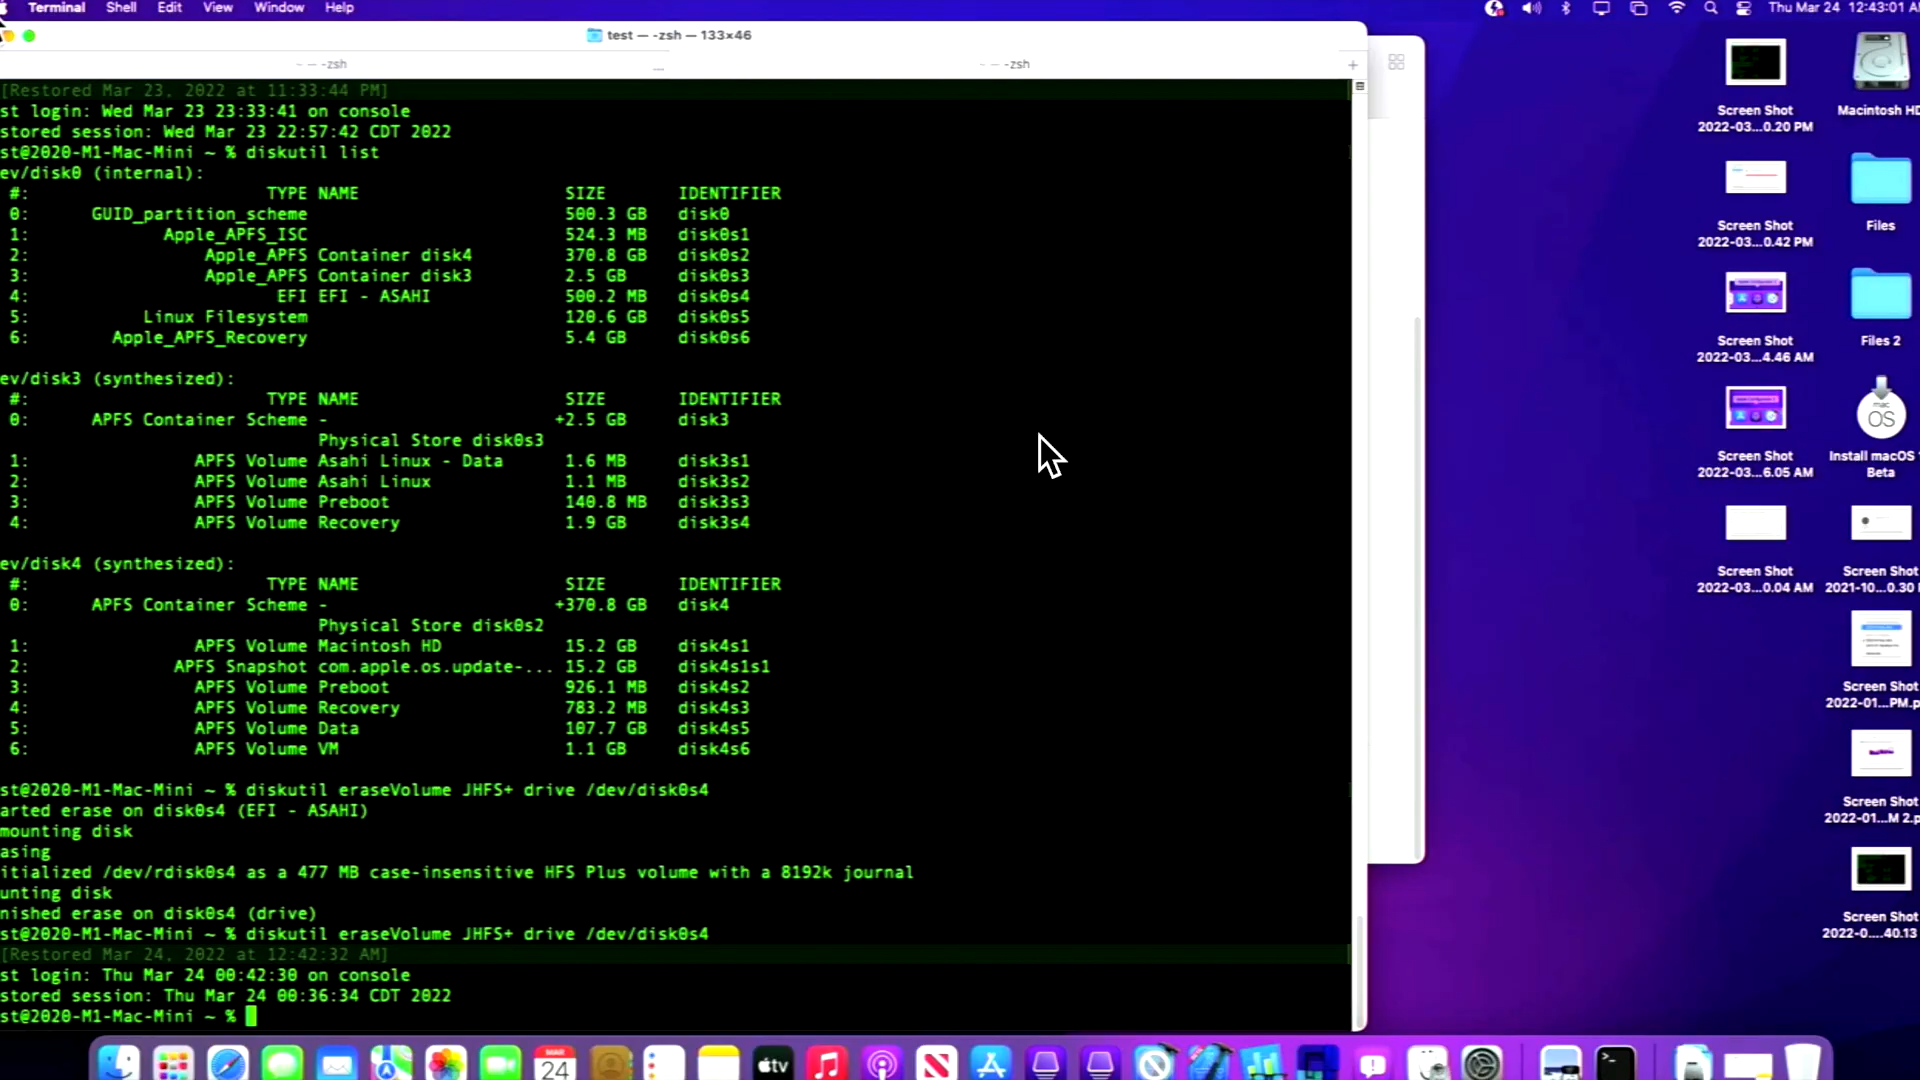 Terminal Shell Edit View Window Help
Thu Mar 24 12:43:01 A
test — -zsh — 133×46
-zsh
-zsh
[Restored Mar 23, 2022 at 11:33:44 PM]
st login: Wed Mar 23 23:33:41 on console
stored session: Wed Mar 23 22:57:42 CDT 2022
st@2020-M1-Mac-Mini ~ % diskutil list
ev/disk0 (internal):
#: TYPE NAME SIZE IDENTIFIER
0: GUID_partition_scheme 500.3 GB disk0
1: Apple_APFS_ISC 524.3 MB disk0s1
2: Apple_APFS Container disk4 370.8 GB disk0s2
3: Apple_APFS Container disk3 2.5 GB disk0s3
4: EFI EFI - ASAHI 500.2 MB disk0s4
5: Linux Filesystem 120.6 GB disk0s5
6: Apple_APFS_Recovery 5.4 GB disk0s6
ev/disk3 (synthesized):
#: TYPE NAME SIZE IDENTIFIER
0: APFS Container Scheme - +2.5 GB disk3
Physical Store disk0s3
1: APFS Volume Asahi Linux - Data 1.6 MB disk3s1
2: APFS Volume Asahi Linux 1.1 MB disk3s2
3: APFS Volume Preboot 140.8 MB disk3s3
4: APFS Volume Recovery 1.9 GB disk3s4
ev/disk4 (synthesized):
#: TYPE NAME SIZE IDENTIFIER
0: APFS Container Scheme - +370.8 GB disk4
Physical Store disk0s2
1: APFS Volume Macintosh HD 15.2 GB disk4s1
2: APFS Snapshot com.apple.os.update-... 15.2 GB disk4s1s1
3: APFS Volume Preboot 926.1 MB disk4s2
4: APFS Volume Recovery 783.2 MB disk4s3
5: APFS Volume Data 107.7 GB disk4s5
6: APFS Volume VM 1.1 GB disk4s6
st@2020-M1-Mac-Mini ~ % diskutil eraseVolume JHFS+ drive /dev/disk0s4
arted erase on disk0s4 (EFI - ASAHI)
mounting disk
asing
itialized /dev/rdisk0s4 as a 477 MB case-insensitive HFS Plus volume with a 8192k journal
unting disk
nished erase on disk0s4 (drive)
st@2020-M1-Mac-Mini ~ % diskutil eraseVolume JHFS+ drive /dev/disk0s4
[Restored Mar 24, 2022 at 12:42:32 AM]
st login: Thu Mar 24 00:42:30 on console
stored session: Thu Mar 24 00:36:34 CDT 2022
st@2020-M1-Mac-Mini ~ %
Screen Shot
2022-03...0.20 PM
Macintosh HD
Screen Shot
2022-03...0.42 PM
Files
Screen Shot
2022-03...4.46 AM
Files 2
mac
OS
Screen Shot
2022-03...6.05 AM
Install macOS
Beta
Screen Shot
2022-03...0.04 AM
Screen Shot
2021-10...0.30
Screen Shot
2022-01...PM.p
Screen Shot
2022-01...M 2.p
Screen Shot
2022-0....40.13
MAR
24
tv